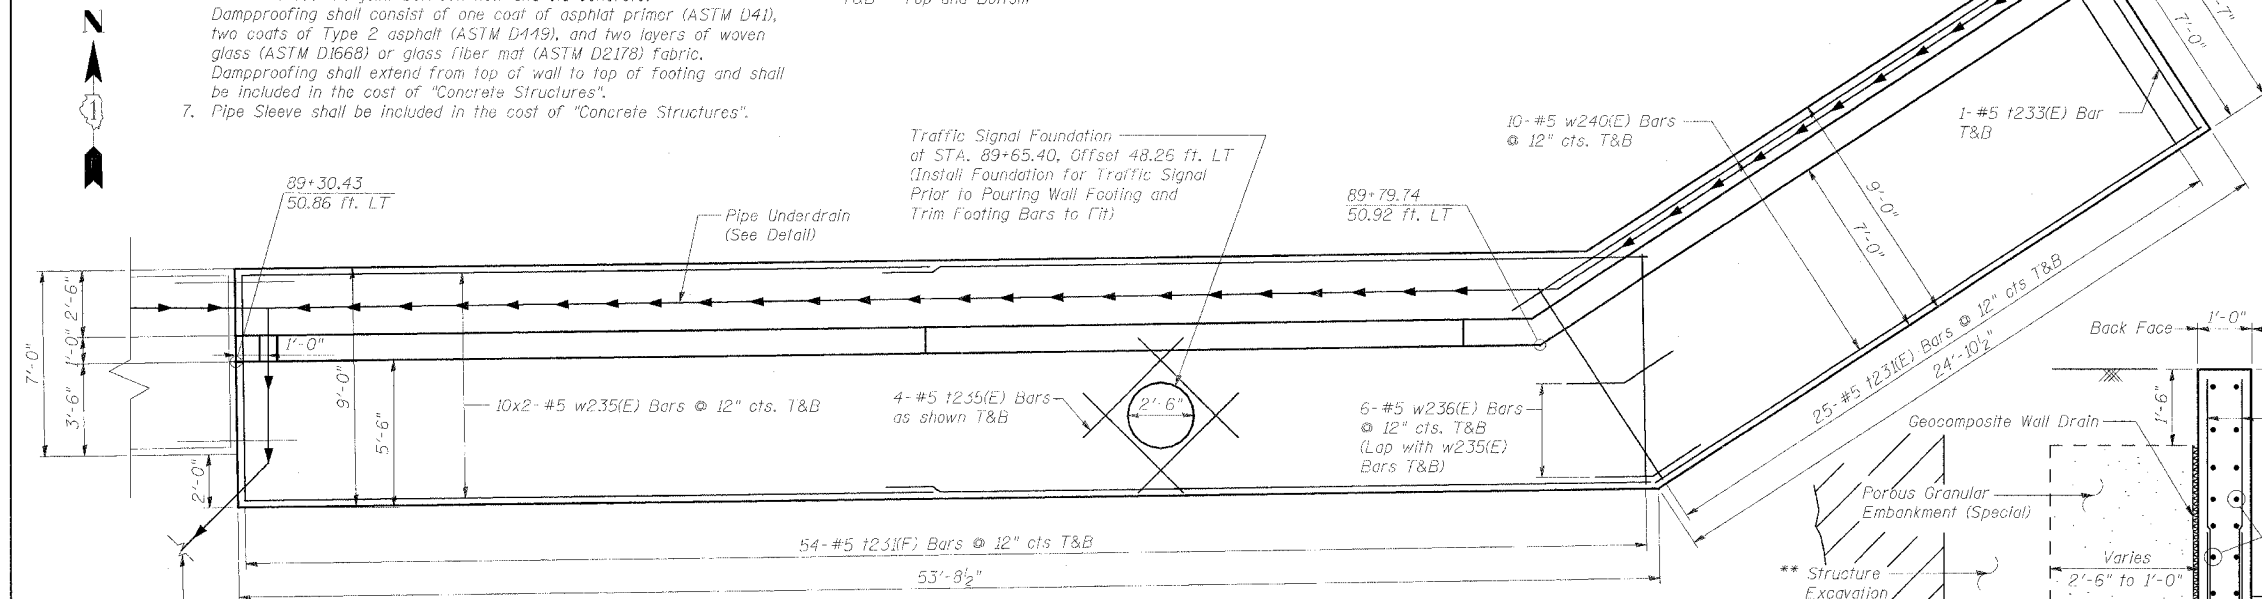 N
1
Dampproofing shall consist of one coat of asphlat primer (ASTM D41),
two coats of Type 2 asphalt (ASTM D449), and two layers of woven
glass (ASTM D1668) or glass fiber mat (ASTM D2178) fabric.
Dampproofing shall extend from top of wall to top of footing and shall
be included in the cost of "Concrete Structures".
7. Pipe Sleeve shall be included in the cost of "Concrete Structures".
Traffic Signal Foundation
at STA. 89+65.40, Offset 48.26 ft. LT
(Install Foundation for Traffic Signal
Prior to Pouring Wall Footing and
Trim Footing Bars to Fit)
10-#5 w240(E) Bars
@ 12" cts. T&B
1-#5 t233(E) Bar
T&B
7'-0"
89+30.43
50.86 ft. LT
Pipe Underdrain
(See Detail)
89+79.74
50.92 ft. LT
9'-0"
7'-0"
7'-0"
2'-6"
1'-0"
3'-6"
2'-0"
1'-0"
9'-0"
5'-6"
10x2-#5 w235(E) Bars @ 12" cts. T&B
4-#5 t235(E) Bars
as shown T&B
2'-6"
6-#5 w236(E) Bars
@ 12" cts. T&B
(Lap with w235(E)
Bars T&B)
25-#5 t231(E) Bars @ 12" cts T&B
24'-10½"
54-#5 t231(E) Bars @ 12" cts T&B
53'-8½"
Back Face
1'-0"
1'-6"
Geocomposite Wall Drain
Porous Granular
Embankment (Special)
** Structure
Excavation
Varies
2'-6" to 1'-0"